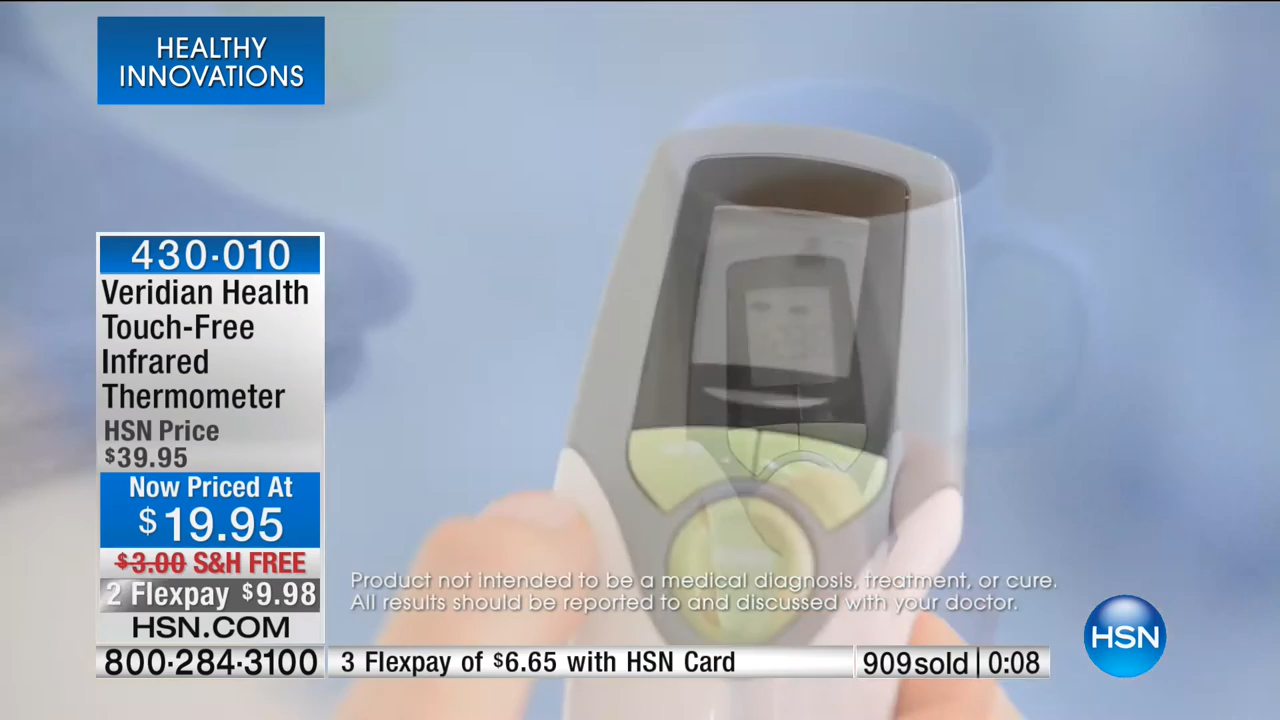 HEALTHY
INNOVATIONS
430·010
Veridian Health
Touch-Free
Infrared
Thermometer
HSN Price
$39.95
Now Priced At
$19.95
$3.00 S&H FREE
2 Flexpay $9.98
HSN.COM
800·284·3100
Product not intended to be a medical diagnosis, treatment, or cure.
All results should be reported to and discussed with your doctor.
3 Flexpay of $6.65 with HSN Card
909sold | 0:08
HSN